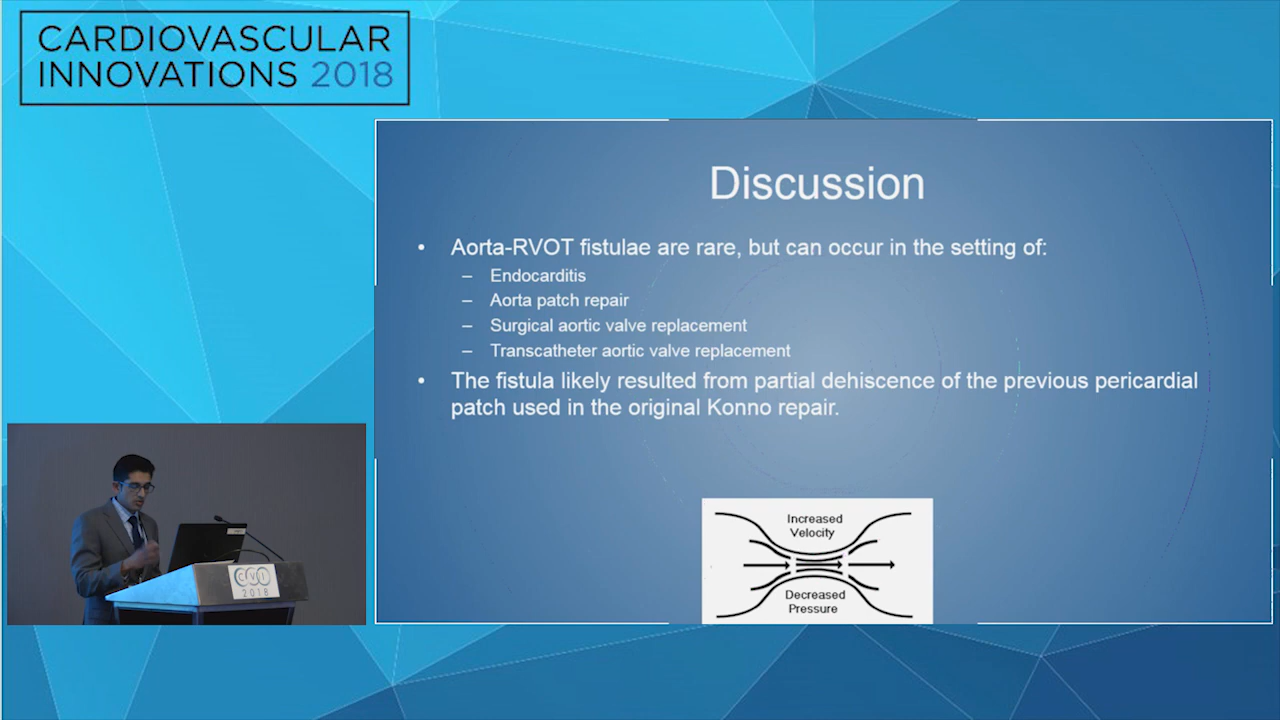 CARDIOVASCULAR
INNOVATIONS 2018
Discussion
• Aorta-RVOT fistulae are rare, but can occur in the setting of:
– Endocarditis
– Aorta patch repair
– Surgical aortic valve replacement
– Transcatheter aortic valve replacement
• The fistula likely resulted from partial dehiscence of the previous pericardial
patch used in the original Konno repair.
Increased
Velocity
Decreased
Pressure
CVI
2018